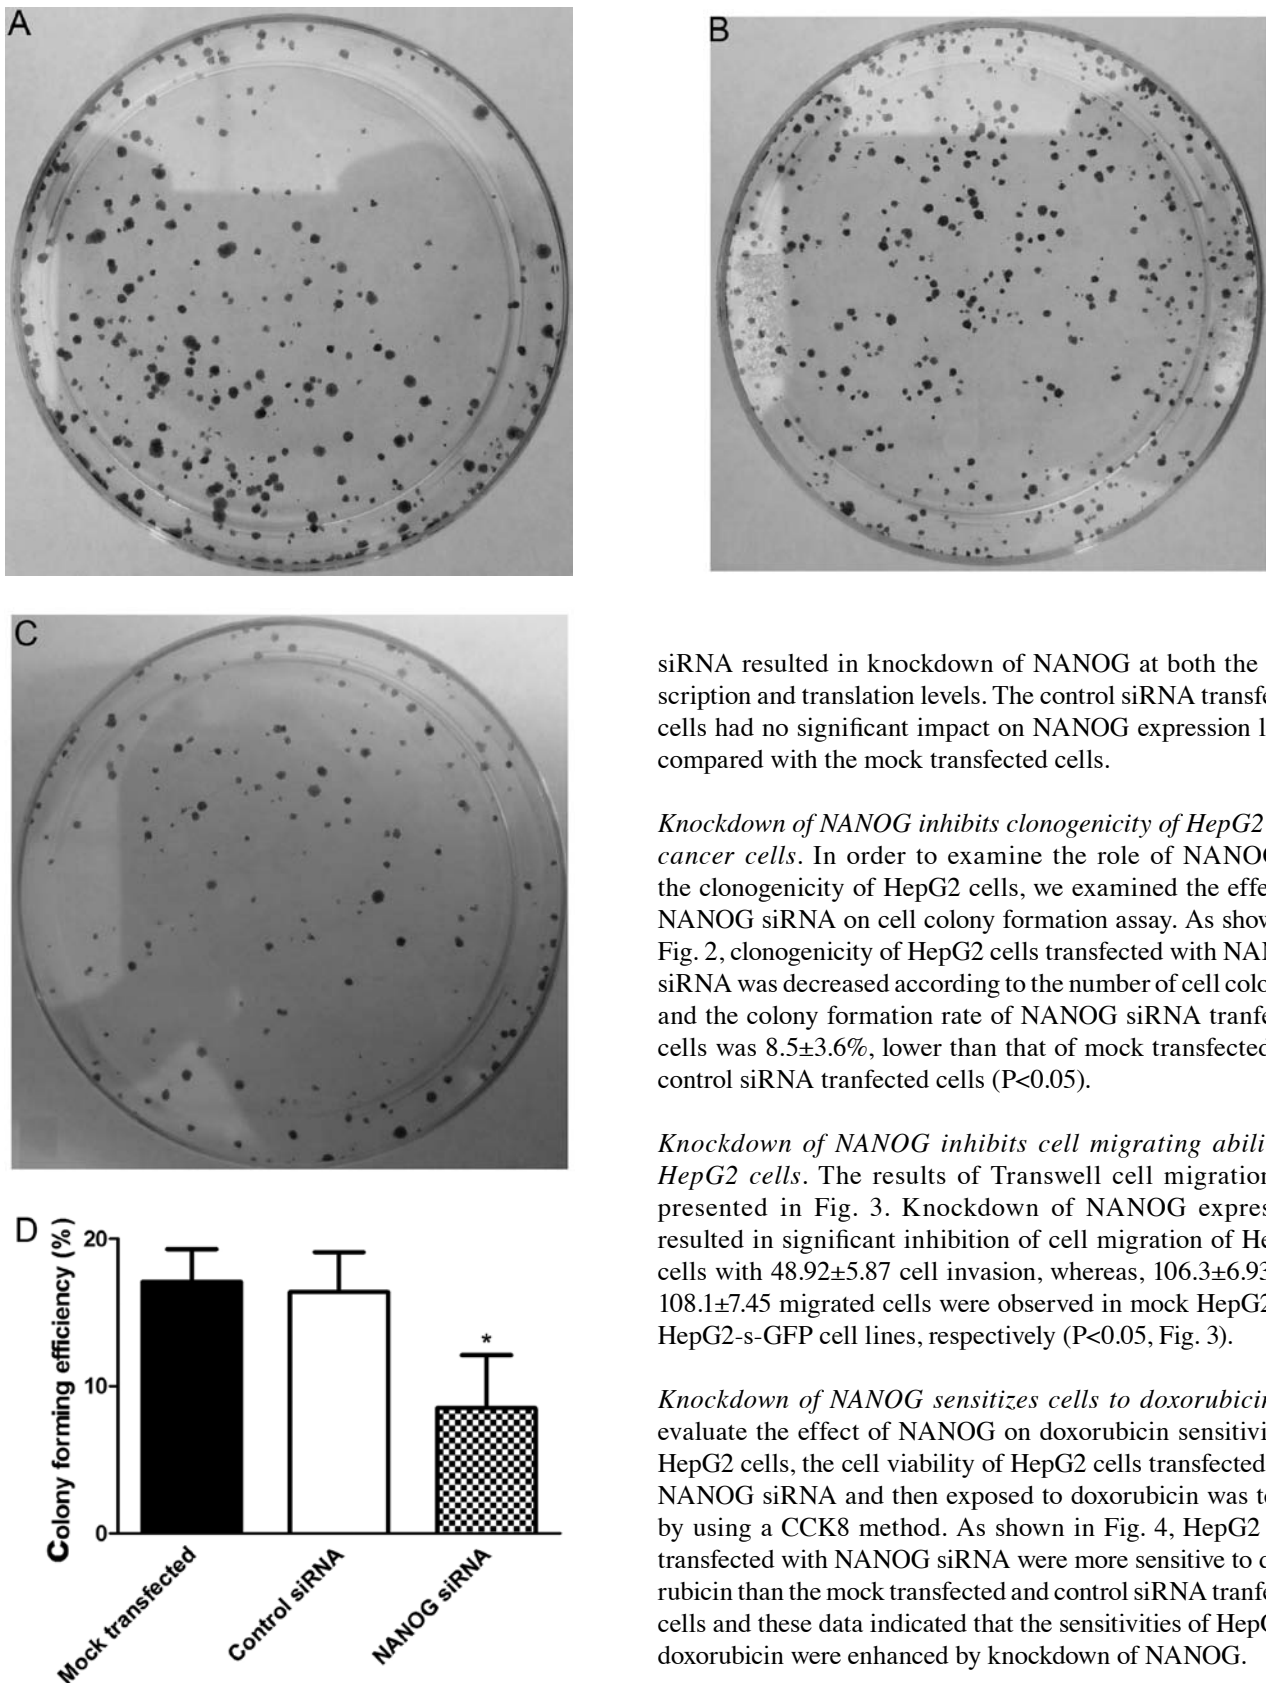 A
B
C
D
Colony forming efficiency (%)
20
10
0
*
Mock transfected
Control siRNA
NANOG siRNA
siRNA resulted in knockdown of NANOG at both the
scription and translation levels. The control siRNA transfe
cells had no significant impact on NANOG expression l
compared with the mock transfected cells.
Knockdown of NANOG inhibits clonogenicity of HepG2
cancer cells. In order to examine the role of NANOG
the clonogenicity of HepG2 cells, we examined the effe
NANOG siRNA on cell colony formation assay. As show
Fig. 2, clonogenicity of HepG2 cells transfected with NAN
siRNA was decreased according to the number of cell colo
and the colony formation rate of NANOG siRNA tranfe
cells was 8.5±3.6%, lower than that of mock transfected
control siRNA tranfected cells (P<0.05).
Knockdown of NANOG inhibits cell migrating abili
HepG2 cells. The results of Transwell cell migration
presented in Fig. 3. Knockdown of NANOG expres
resulted in significant inhibition of cell migration of He
cells with 48.92±5.87 cell invasion, whereas, 106.3±6.93
108.1±7.45 migrated cells were observed in mock HepG2
HepG2-s-GFP cell lines, respectively (P<0.05, Fig. 3).
Knockdown of NANOG sensitizes cells to doxorubicin
evaluate the effect of NANOG on doxorubicin sensitivi
HepG2 cells, the cell viability of HepG2 cells transfected
NANOG siRNA and then exposed to doxorubicin was te
by using a CCK8 method. As shown in Fig. 4, HepG2
transfected with NANOG siRNA were more sensitive to d
rubicin than the mock transfected and control siRNA tranfe
cells and these data indicated that the sensitivities of HepG
doxorubicin were enhanced by knockdown of NANOG.